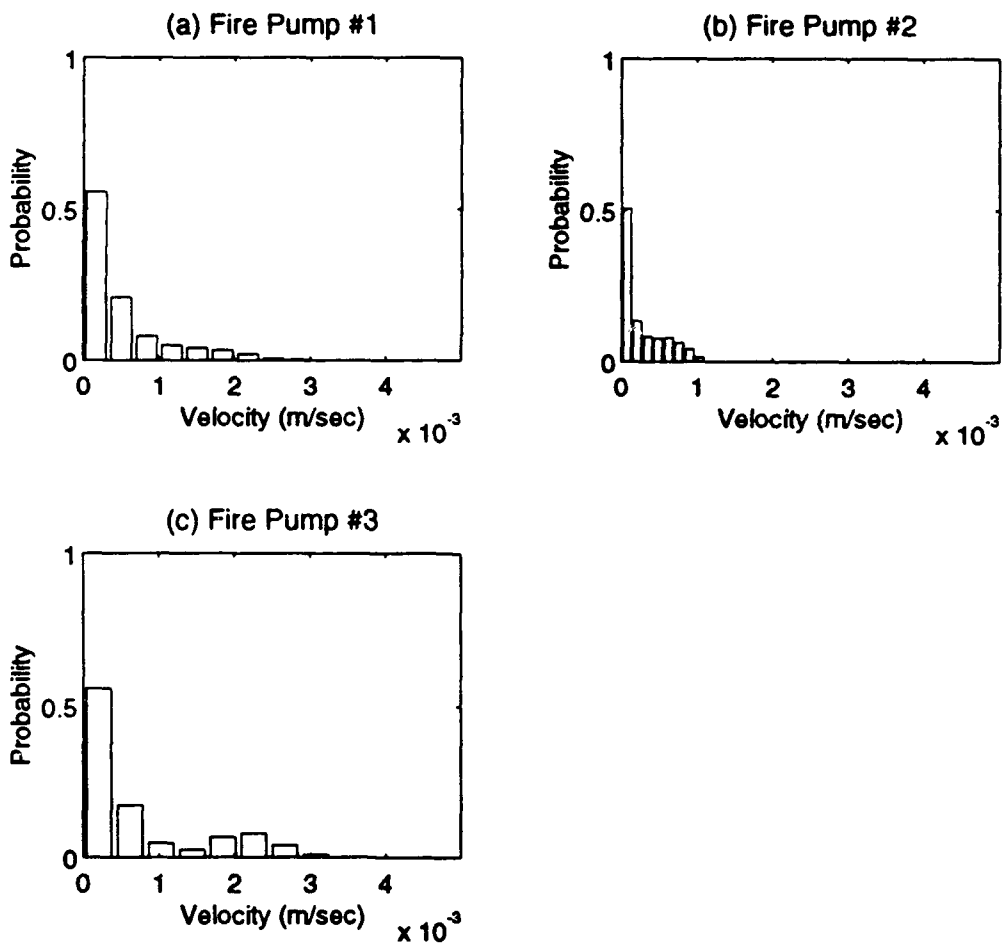 (a) Fire Pump #1
1
0.5
0
Probability
0 1 2 3 4
Velocity (m/sec)
x 10⁻³
(b) Fire Pump #2
1
0.5
0
Probability
0 1 2 3 4
Velocity (m/sec)
x 10⁻³
(c) Fire Pump #3
1
0.5
0
Probability
0 1 2 3 4
Velocity (m/sec)
x 10⁻³